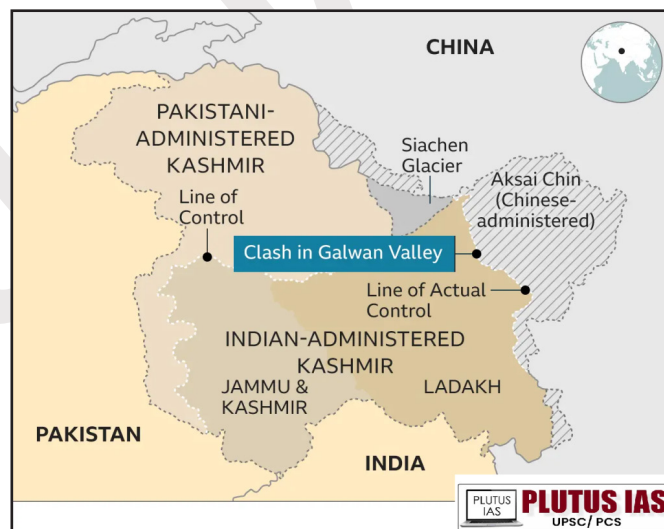 CHINA
PAKISTANI-
ADMINISTERED
KASHMIR
Siachen
Glacier
Aksai Chin
(Chinese-
administered)
Line of
Control
Clash in Galwan Valley
Line of Actual
Control
INDIAN-ADMINISTERED
KASHMIR
JAMMU &
KASHMIR
LADAKH
PAKISTAN
INDIA
PLUTUS
IAS
PLUTUS IAS
UPSC/ PCS